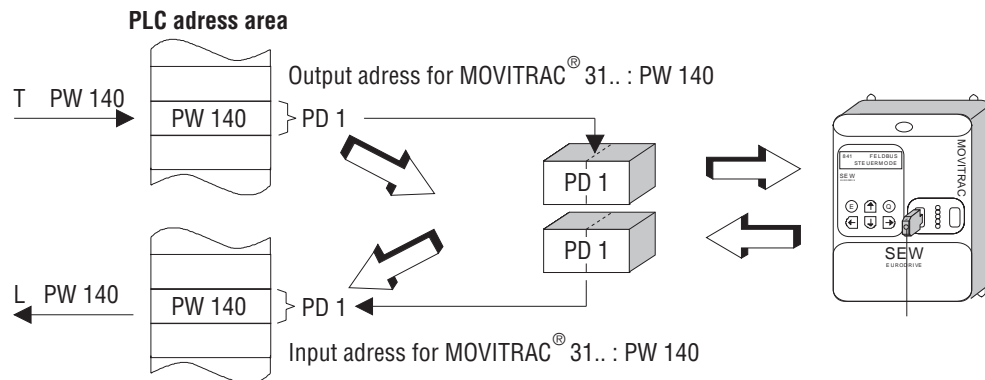 PLC adress area
Output adress for MOVITRAC® 31.. : PW 140
T PW 140
PW 140
PD 1
PD 1
PD 1
L PW 140
PW 140
PD 1
Input adress for MOVITRAC® 31.. : PW 140
841 FELDBUS
STEUERMODE
SEW
E
Q
MOVITRAC
SEW
EURODRIVE